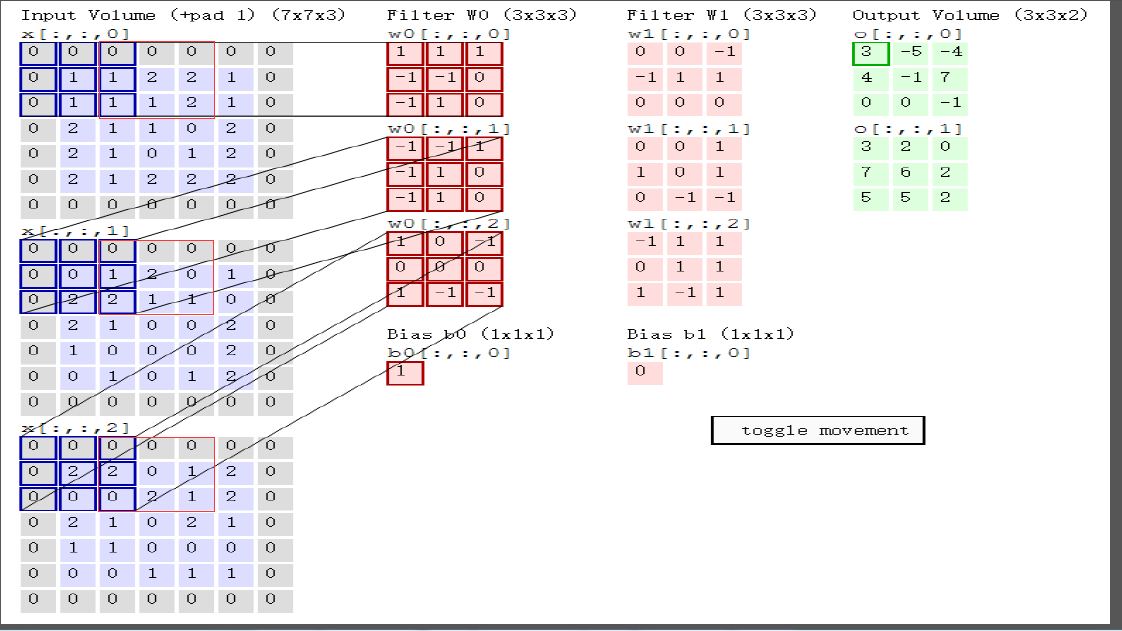 Input Volume (+pad 1) (7x7x3)
x[:,:,0]
0 0 0 0 0 0 0
0 1 1 2 2 1 0
0 1 1 1 2 1 0
0 2 1 1 0 2 0
0 2 1 0 1 2 0
0 2 1 2 2 2 0
0 0 0 0 0 0 0
x[:,:,1]
0 0 0 0 0 0 0
0 0 1 2 0 1 0
0 2 2 1 1 0 0
0 2 1 0 0 2 0
0 1 0 0 0 2 0
0 0 1 0 1 2 0
0 0 0 0 0 0 0
x[:,:,2]
0 0 0 0 0 0 0
0 2 2 0 1 2 0
0 0 0 2 1 2 0
0 2 1 0 2 1 0
0 1 1 0 0 0 0
0 0 0 1 1 1 0
0 0 0 0 0 0 0
Filter W0 (3x3x3)
w0[:,:,0]
1 1 1
-1 -1 0
-1 1 0
w0[:,:,1]
-1 -1 1
-1 1 0
-1 1 0
w0[:,:,2]
1 0 -1
0 0 0
1 -1 -1
Bias b0 (1x1x1)
b0[:,:,0]
1
Filter W1 (3x3x3)
w1[:,:,0]
0 0 -1
-1 1 1
0 0 0
w1[:,:,1]
0 0 1
1 0 1
0 -1 -1
w1[:,:,2]
-1 1 1
0 1 1
1 -1 1
Bias b1 (1x1x1)
b1[:,:,0]
0
Output Volume (3x3x2)
o[:,:,0]
3 -5 -4
4 -1 7
0 0 -1
o[:,:,1]
3 2 0
7 6 2
5 5 2
toggle movement